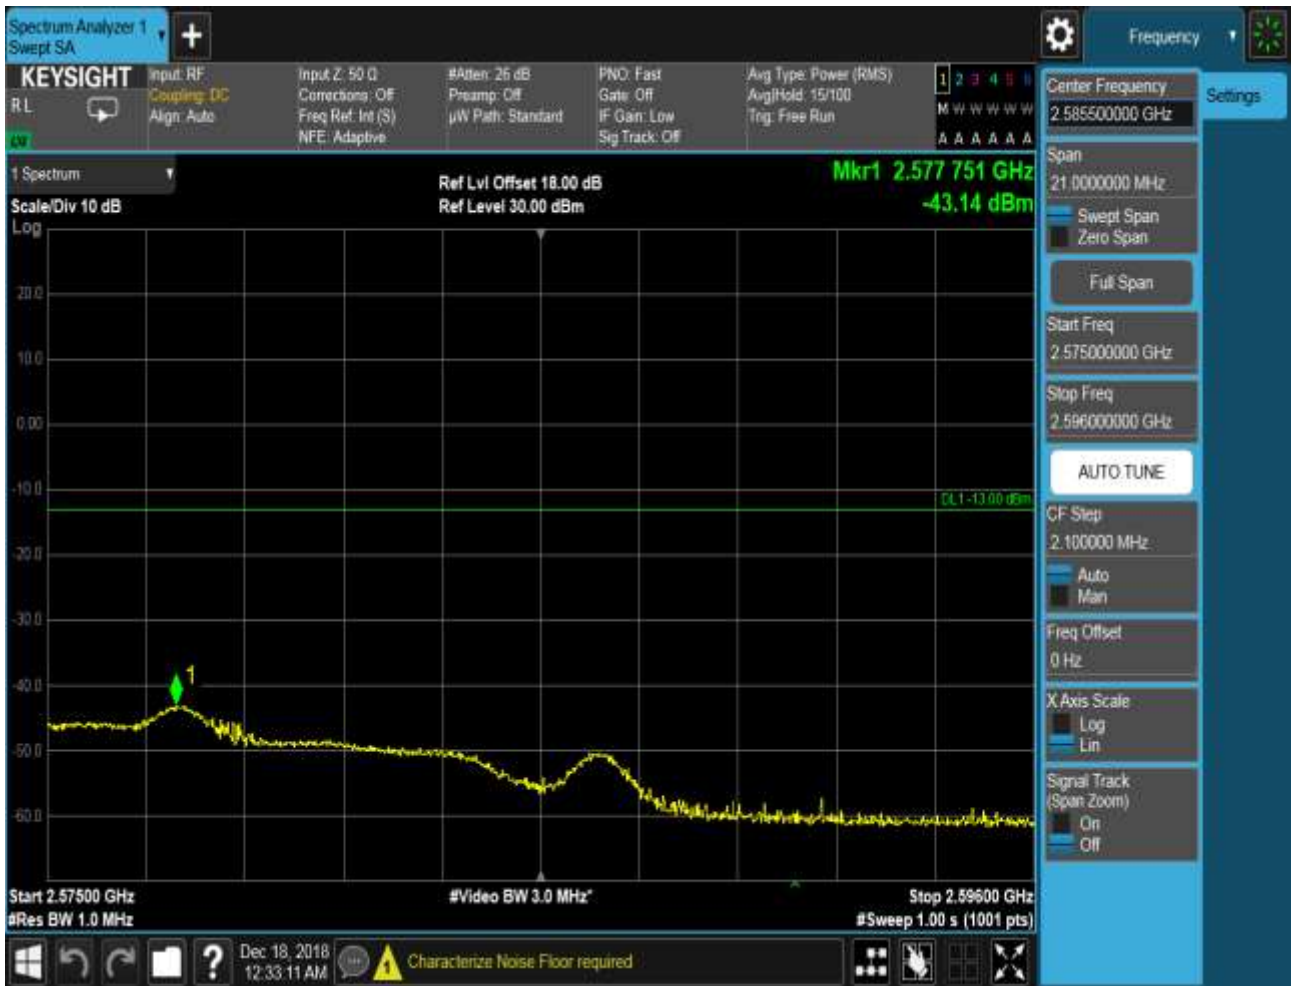 Spectrum Analyzer 1
Swept SA
Frequency
KEYSIGHT
RL
Input: RF
Coupling: DC
Align: Auto
Input Z: 50 Ω
Corrections: Off
Freq Ref: Int (S)
NFE: Adaptive
#Atten: 26 dB
Preamp: Off
µW Path: Standard
PNO: Fast
Gate: Off
IF Gain: Low
Sig Track: Off
Avg Type: Power (RMS)
Avg|Hold: 15/100
Trig: Free Run
1 2 3 4 5 6
M W W W W W
A A A A A A
1 Spectrum
Scale/Div 10 dB
Log
Ref Lvl Offset 18.00 dB
Ref Level 30.00 dBm
Mkr1 2.577 751 GHz
-43.14 dBm
20.0
10.0
0.00
-10.0
-20.0
-30.0
-40.0
-50.0
-60.0
DL1 -13.00 dBm
1
Start 2.57500 GHz
#Res BW 1.0 MHz
#Video BW 3.0 MHz*
Stop 2.59600 GHz
#Sweep 1.00 s (1001 pts)
Center Frequency
2.585500000 GHz
Settings
Span
21.0000000 MHz
Swept Span
Zero Span
Full Span
Start Freq
2.575000000 GHz
Stop Freq
2.596000000 GHz
AUTO TUNE
CF Step
2.100000 MHz
Auto
Man
Freq Offset
0 Hz
X Axis Scale
Log
Lin
Signal Track
(Span Zoom)
On
Off
?
Dec 18, 2018
12:33:11 AM
Characterize Noise Floor required